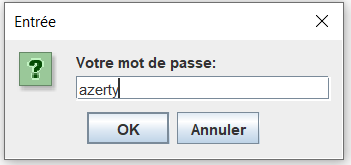 Entrée
?
Votre mot de passe:
azerty
OK Annuler